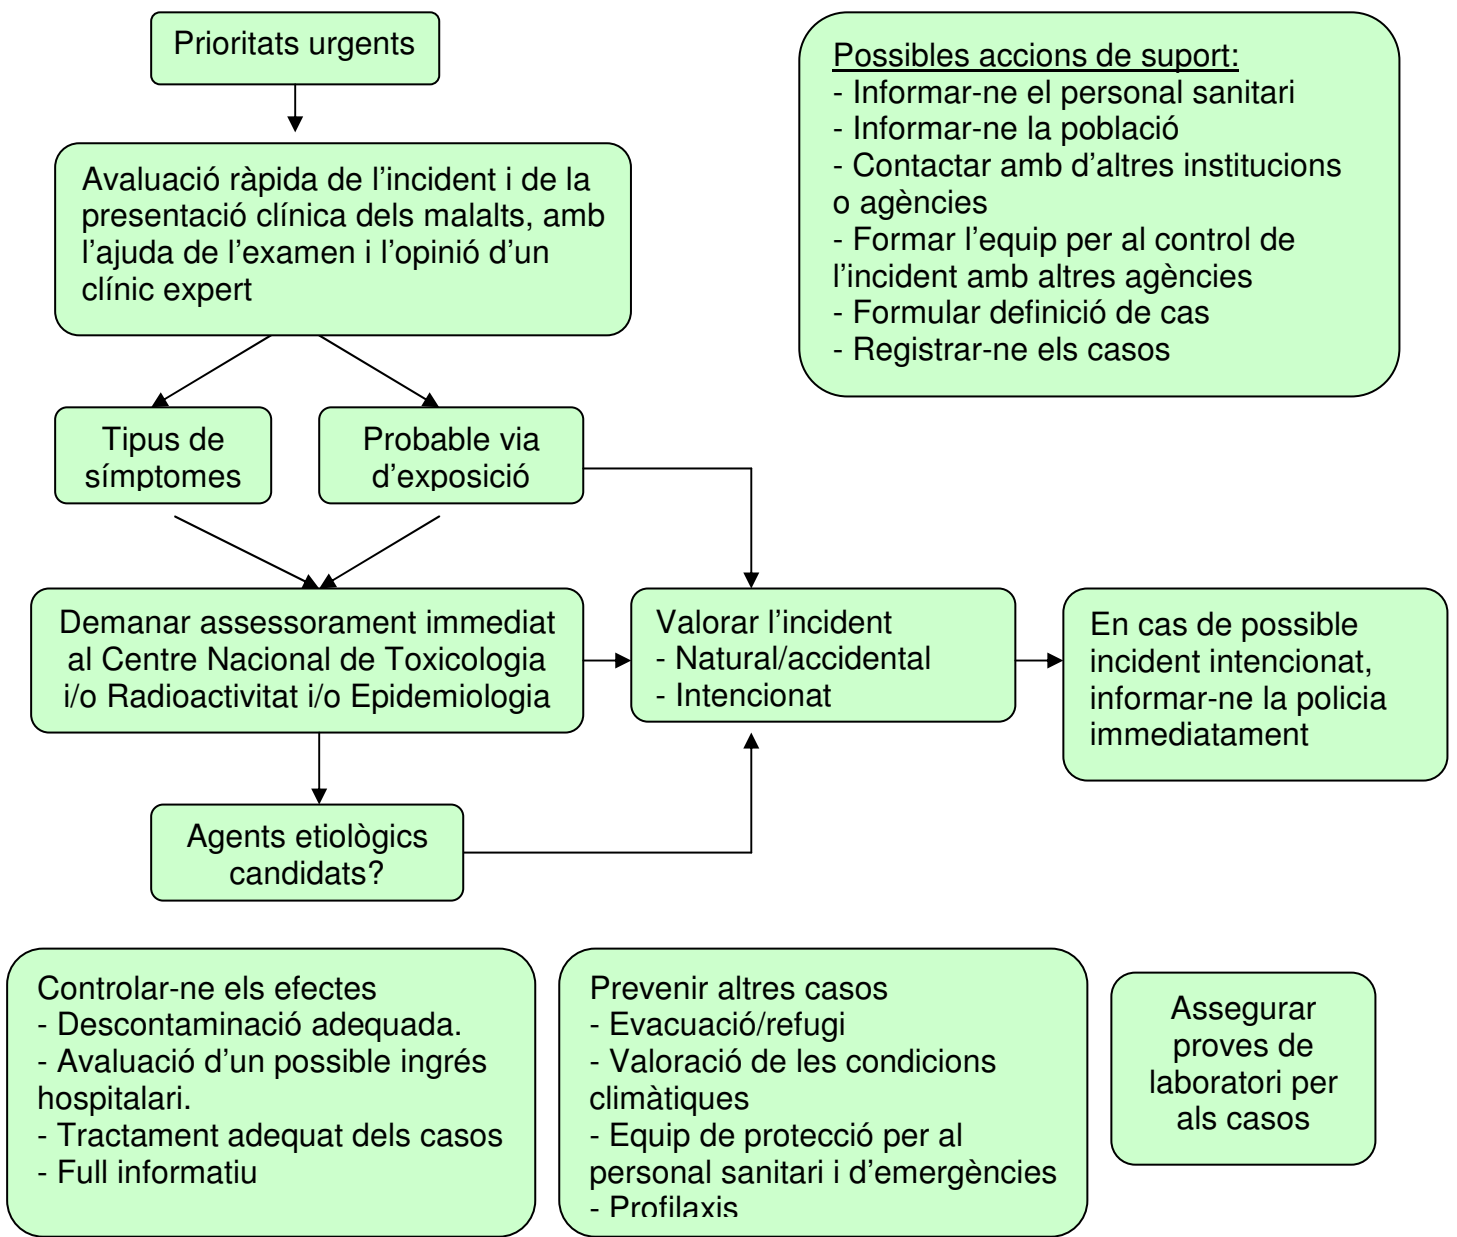 Prioritats urgents
Possibles accions de suport:
- Informar-ne el personal sanitari
- Informar-ne la població
- Contactar amb d’altres institucions
o agències
- Formar l’equip per al control de
l’incident amb altres agències
- Formular definició de cas
- Registrar-ne els casos
Avaluació ràpida de l’incident i de la
presentació clínica dels malalts, amb
l’ajuda de l’examen i l’opinió d’un
clínic expert
Tipus de
símptomes
Probable via
d’exposició
Demanar assessorament immediat
al Centre Nacional de Toxicologia
i/o Radioactivitat i/o Epidemiologia
Valorar l’incident
- Natural/accidental
- Intencionat
En cas de possible
incident intencionat,
informar-ne la policia
immediatament
Agents etiològics
candidats?
Controlar-ne els efectes
- Descontaminació adequada.
- Avaluació d’un possible ingrés
hospitalari.
- Tractament adequat dels casos
- Full informatiu
Prevenir altres casos
- Evacuació/refugi
- Valoració de les condicions
climàtiques
- Equip de protecció per al
personal sanitari i d’emergències
- Profilaxis
Assegurar
proves de
laboratori per
als casos